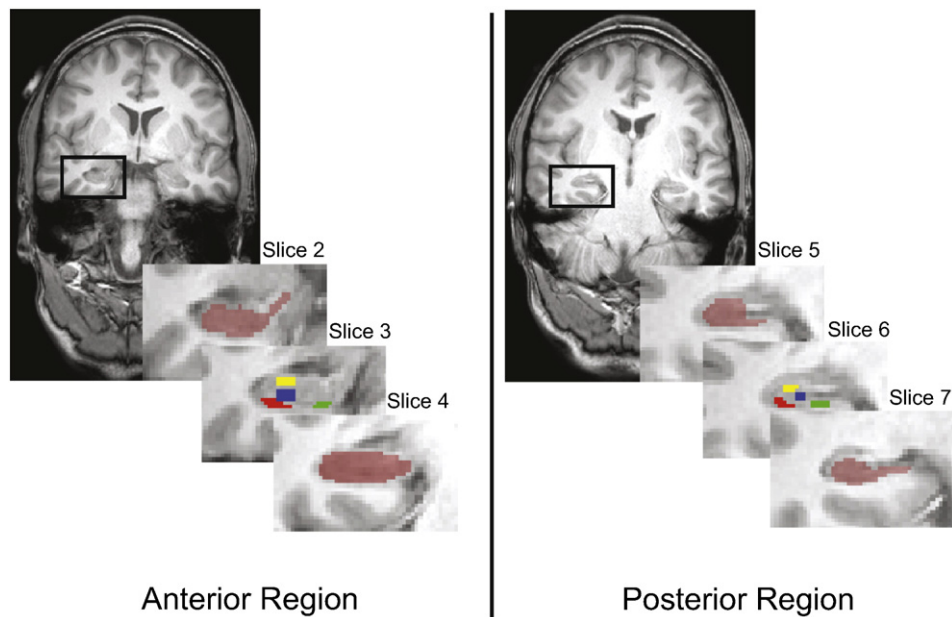 Slice 2
Slice 3
Slice 4
Anterior Region
Slice 5
Slice 6
Slice 7
Posterior Region